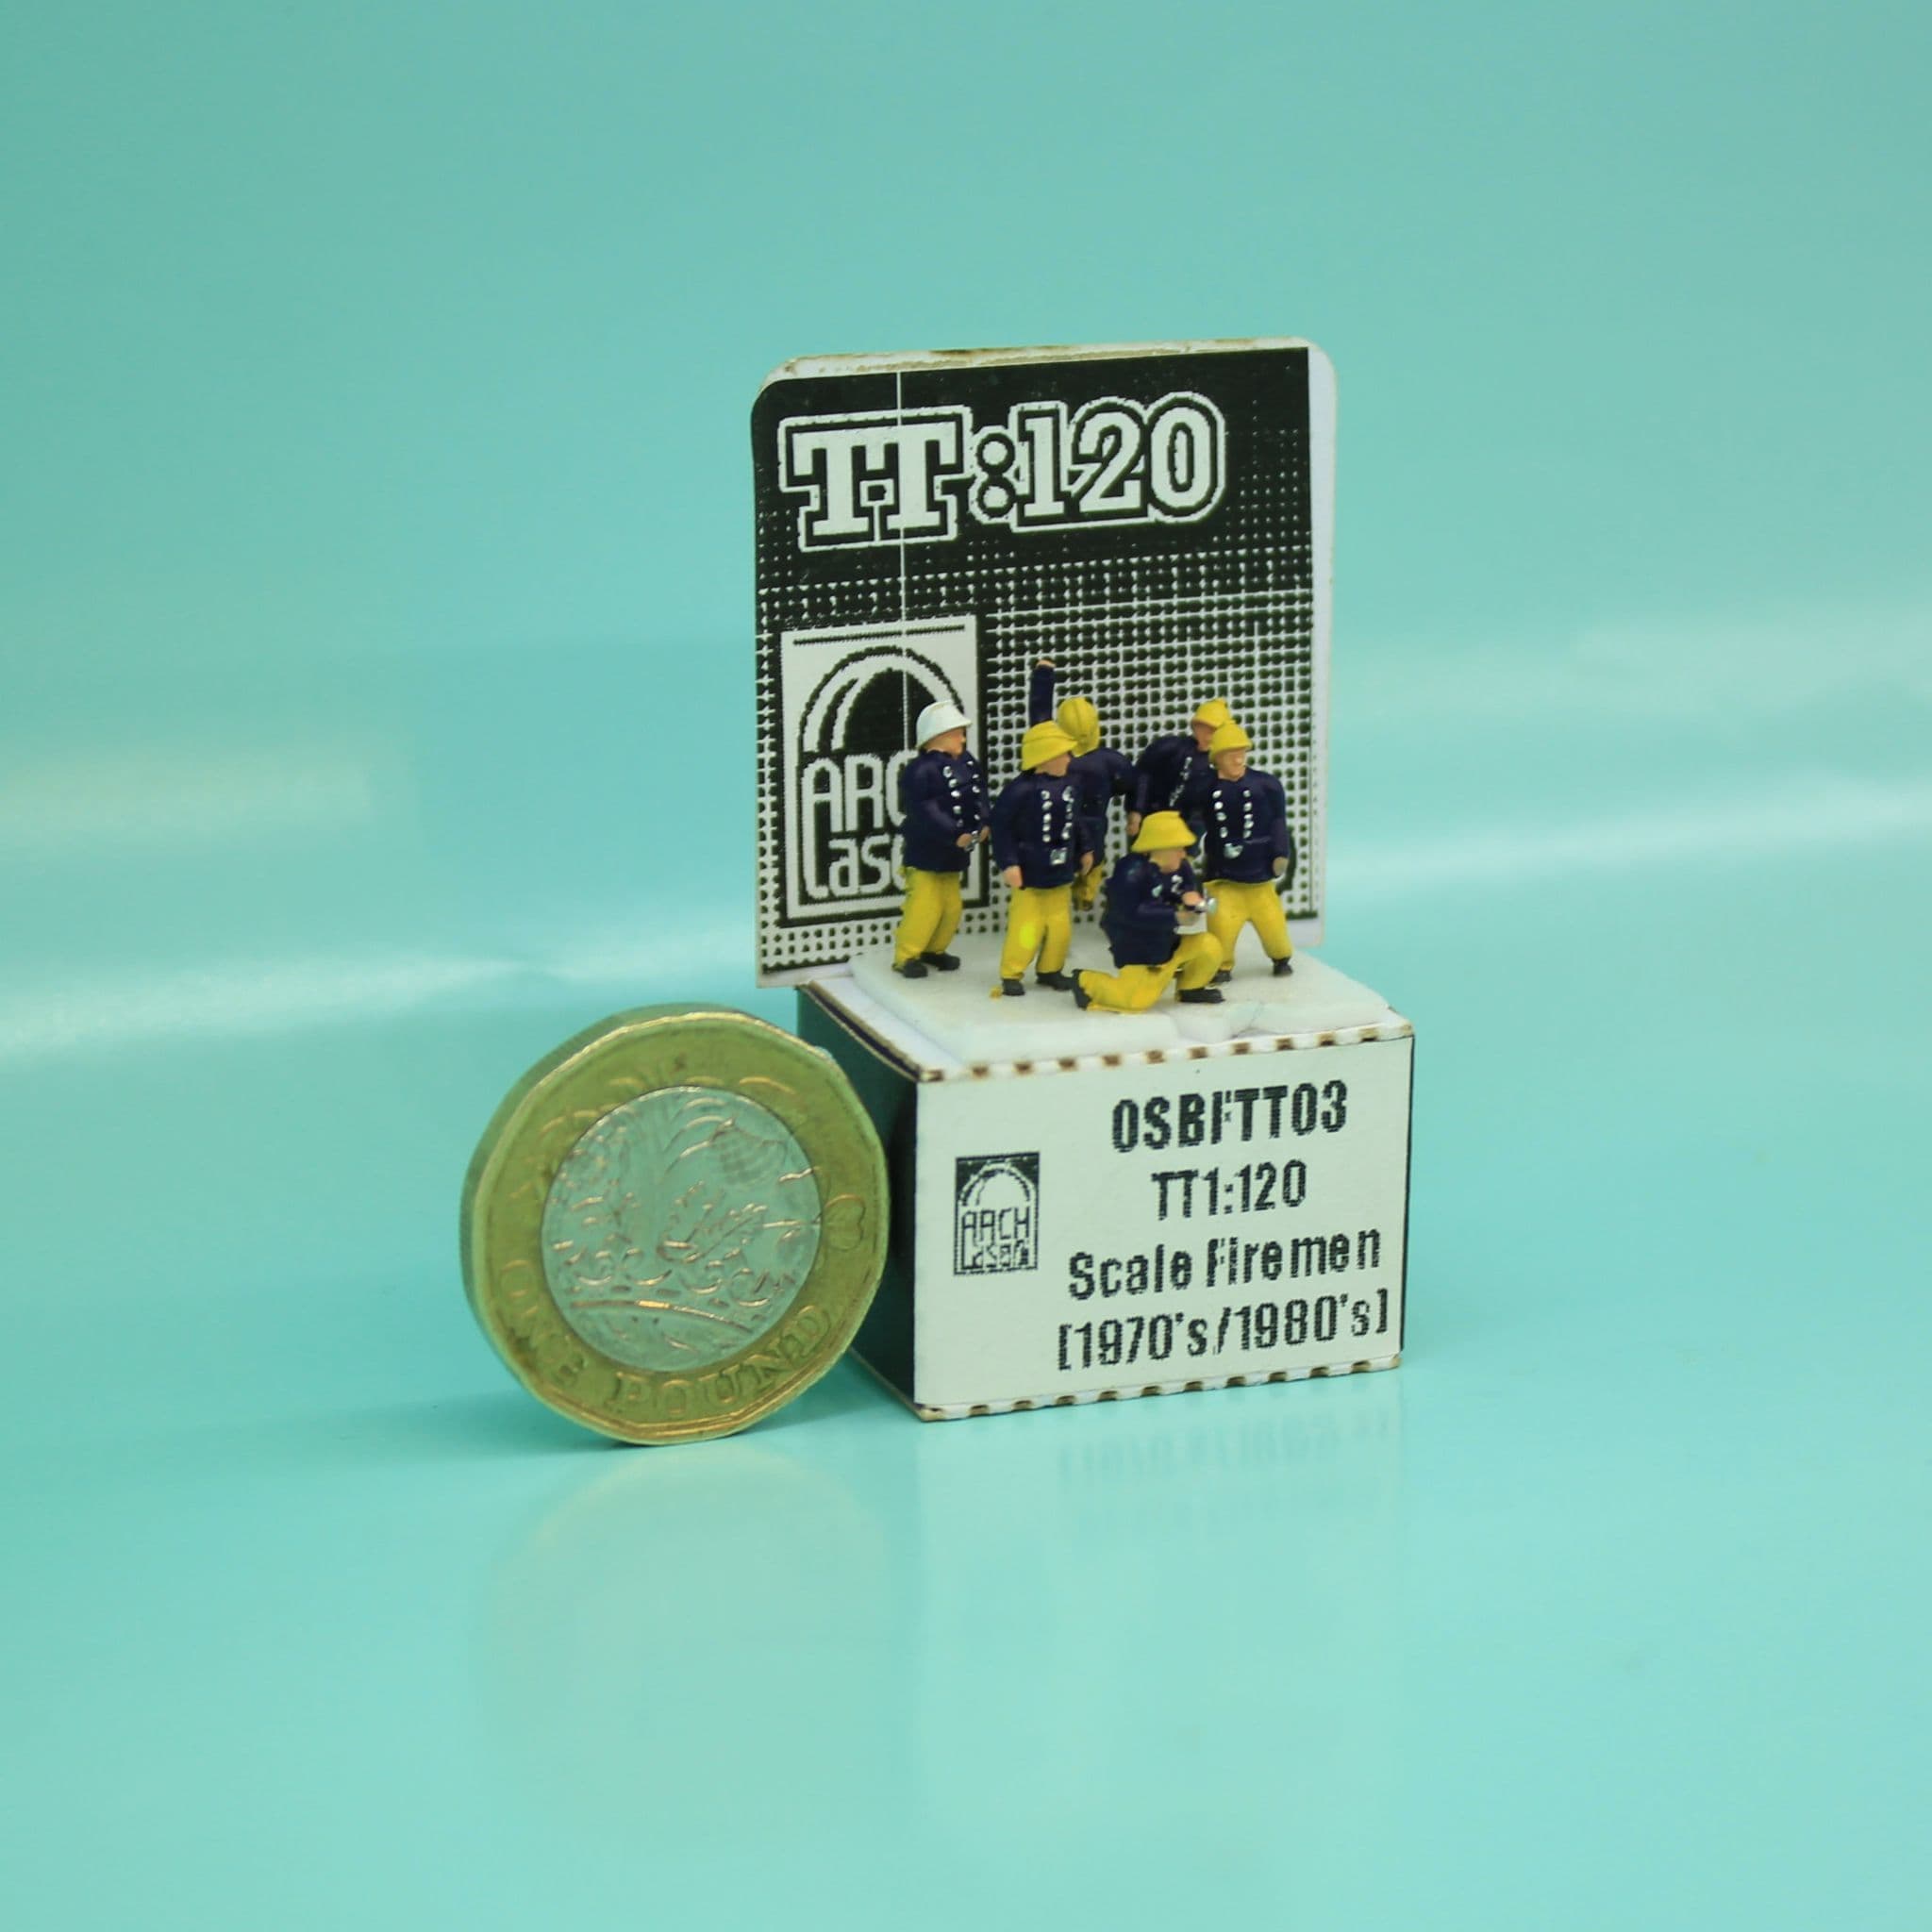 TT:120
ARCH
Laser
OSBFTT03
TT1:120
Scale Firemen
[1970's/1980's]
ARCH
Laser
ONE POUND